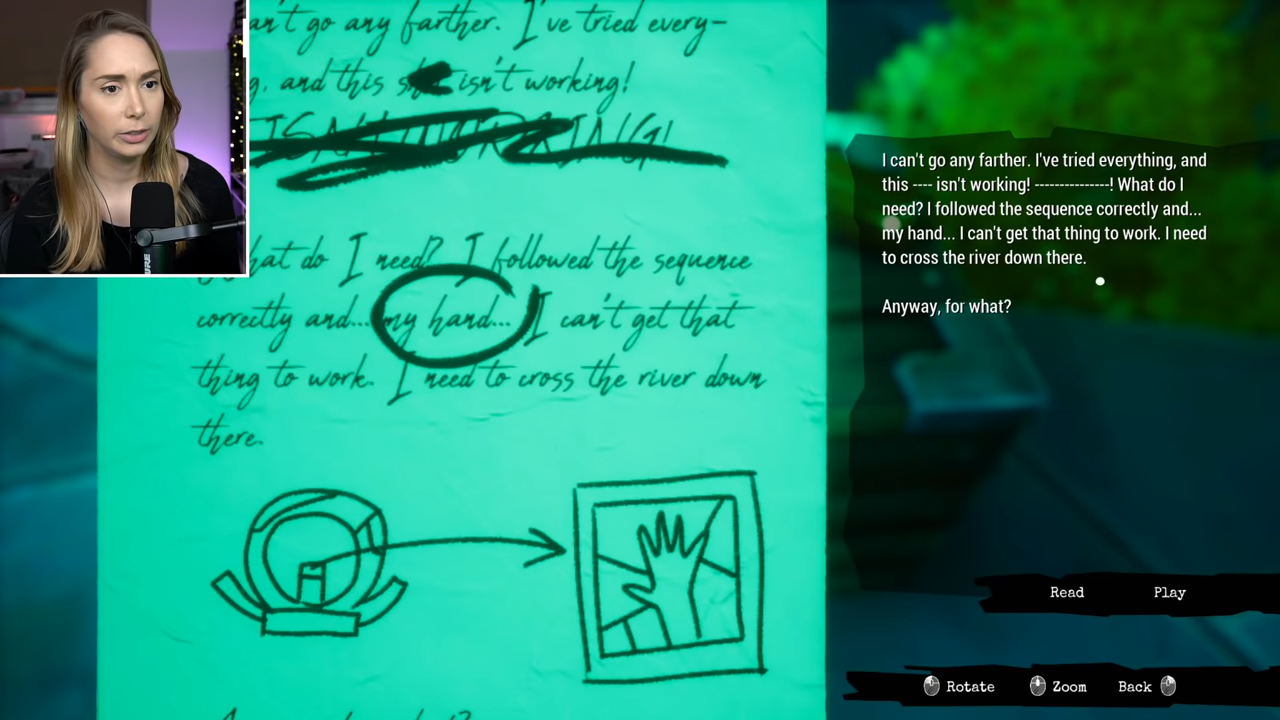 an't go any farther. I've tried every-
g, and this s isn't working!
ISN'T WORKING!
hat do I need? I followed the sequence
correctly and... my hand... I can't get that
thing to work. I need to cross the river down
there.
I can't go any farther. I've tried everything, and
this ---- isn't working! ---------------! What do I
need? I followed the sequence correctly and...
my hand... I can't get that thing to work. I need
to cross the river down there.
Anyway, for what?
Read Play
Rotate Zoom Back